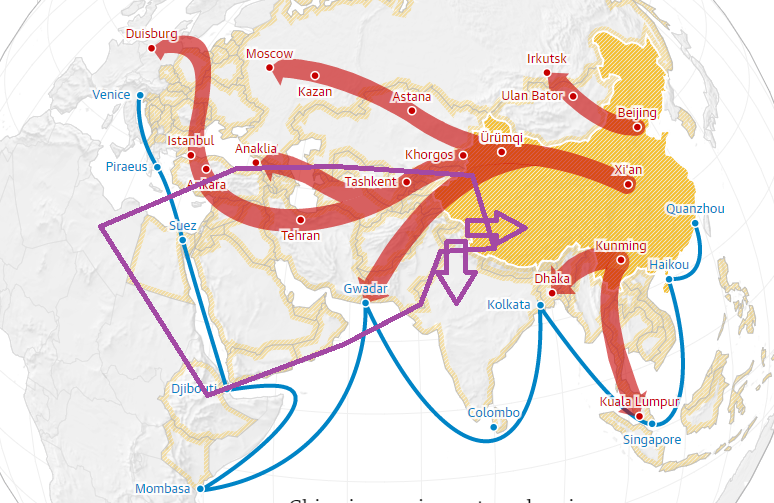 Duisburg
Moscow
Irkutsk
Kazan
Venice
Astana
Ulan Bator
Beijing
Istanbul
Anaklia
Khorgos
Ürümqi
Piraeus
Ankara
Tashkent
Xi'an
Quanzhou
Suez
Tehran
Kunming
Haikou
Dhaka
Gwadar
Kolkata
Djibouti
Kuala Lumpur
Colombo
Singapore
Mombasa